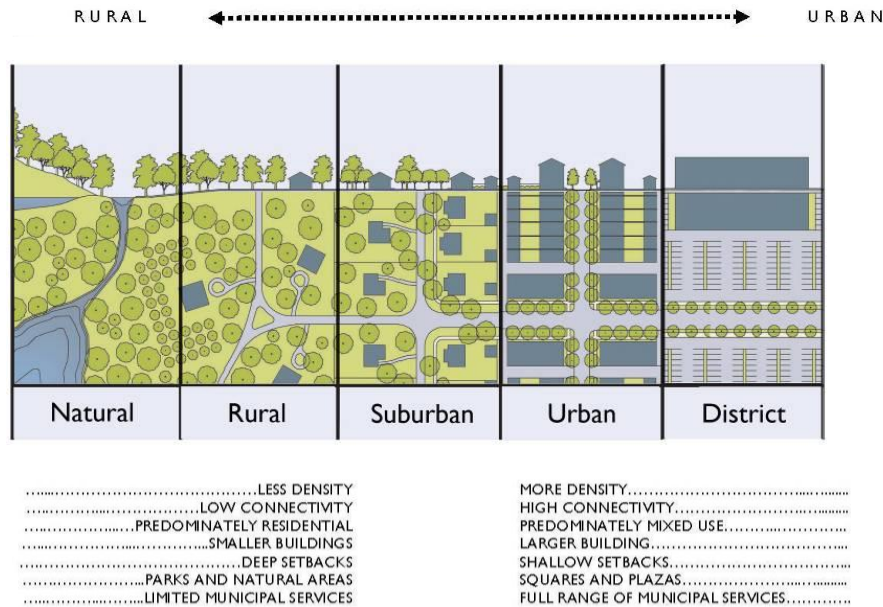 RURAL URBAN
Natural Rural Suburban Urban District
................................................LESS DENSITY
................................................LOW CONNECTIVITY
................................PREDOMINATELY RESIDENTIAL
................................................SMALLER BUILDINGS
................................................DEEP SETBACKS
................................PARKS AND NATURAL AREAS
................................LIMITED MUNICIPAL SERVICES
MORE DENSITY................................................
HIGH CONNECTIVITY................................................
PREDOMINATELY MIXED USE................................
LARGER BUILDING................................................
SHALLOW SETBACKS................................................
SQUARES AND PLAZAS................................................
FULL RANGE OF MUNICIPAL SERVICES.............